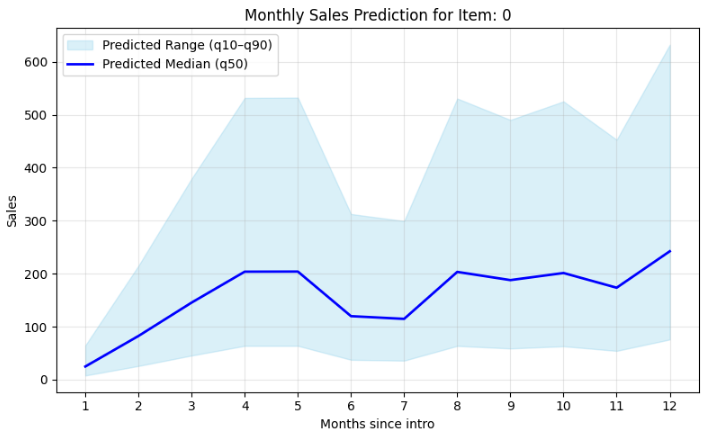 Monthly Sales Prediction for Item: 0
Predicted Range (q10–q90)
Predicted Median (q50)
600
500
400
300
200
100
0
Sales
1 2 3 4 5 6 7 8 9 10 11 12
Months since intro